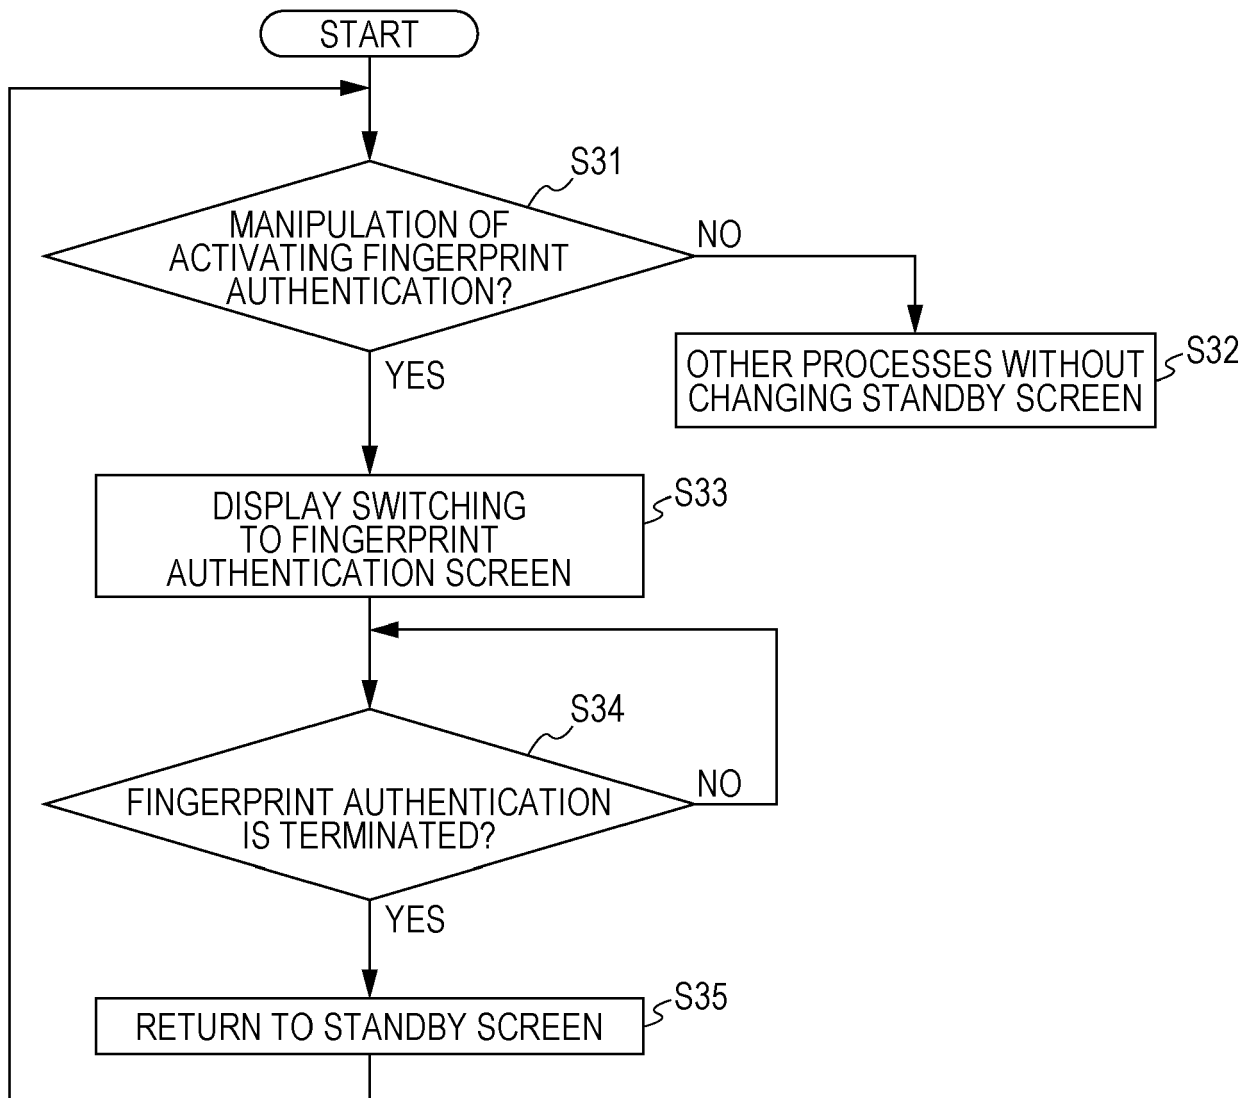 START
S31
MANIPULATION OF
ACTIVATING FINGERPRINT
AUTHENTICATION?
NO
YES
OTHER PROCESSES WITHOUT
CHANGING STANDBY SCREEN
S32
DISPLAY SWITCHING
TO FINGERPRINT
AUTHENTICATION SCREEN
S33
S34
FINGERPRINT AUTHENTICATION
IS TERMINATED?
NO
YES
RETURN TO STANDBY SCREEN
S35